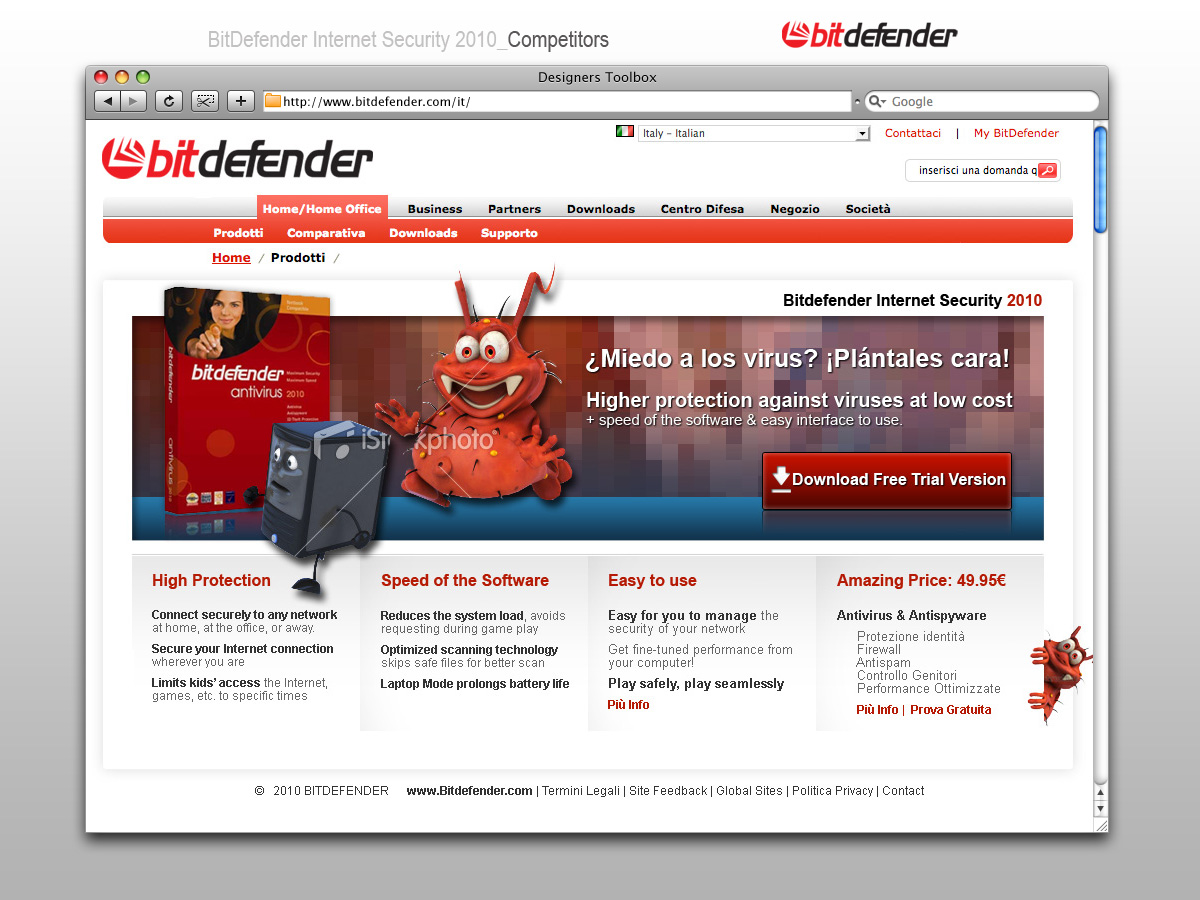 BitDefender Internet Security 2010_Competitors
bitdefender
Designers Toolbox
http://www.bitdefender.com/it/
Google
Italy - Italian
Contattaci | My BitDefender
bitdefender
inserisci una domanda q
Home/Home Office Business Partners Downloads Centro Difesa Negozio Società
Prodotti Comparativa Downloads Supporto
Home / Prodotti /
Bitdefender Internet Security 2010
bitdefender
antivirus 2010
Maximum Security
Maximum Speed
bitdefender
antivirus
iStockphoto
¿Miedo a los virus? ¡Plántales cara!
Higher protection against viruses at low cost
+ speed of the software & easy interface to use.
Download Free Trial Version
High Protection
Connect securely to any network
at home, at the office, or away.
Secure your Internet connection
wherever you are
Limits kids' access the Internet,
games, etc. to specific times
Speed of the Software
Reduces the system load, avoids
requesting during game play
Optimized scanning technology
skips safe files for better scan
Laptop Mode prolongs battery life
Easy to use
Easy for you to manage the
security of your network
Get fine-tuned performance from
your computer!
Play safely, play seamlessly
Più Info
Amazing Price: 49.95€
Antivirus & Antispyware
Protezione identità
Firewall
Antispam
Controllo Genitori
Performance Ottimizzate
Più Info | Prova Gratuita
© 2010 BITDEFENDER www.Bitdefender.com | Termini Legali | Site Feedback | Global Sites | Politica Privacy | Contact